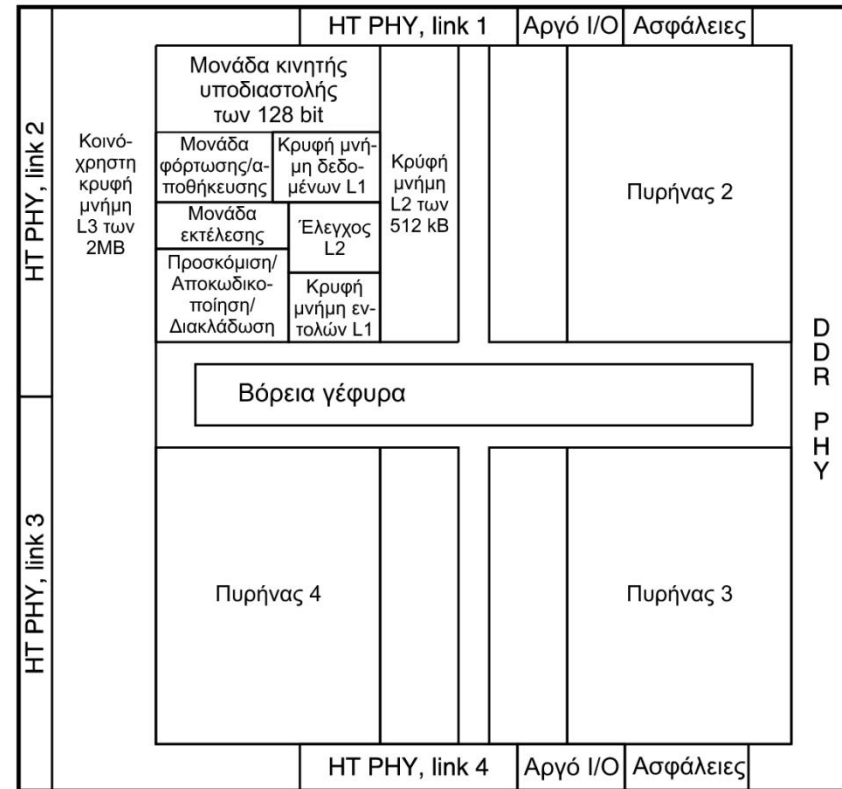 HT PHY, link 1
Αργό I/O
Ασφάλειες
HT PHY, link 2
Κοινό-
χρηστη
κρυφή
μνήμη
L3 των
2MB
Μονάδα κινητής
υποδιαστολής
των 128 bit
Μονάδα
φόρτωσης/α-
ποθήκευσης
Κρυφή μνή-
μη δεδο-
μένων L1
Μονάδα
εκτέλεσης
Έλεγχος
L2
Προσκόμιση/
Αποκωδικο-
ποίηση/
Διακλάδωση
Κρυφή
μνήμη εν-
τολών L1
Κρύφή
μνήμη
L2 των
512 kB
Πυρήνας 2
Βόρεια γέφυρα
DDR PHY
HT PHY, link 3
Πυρήνας 4
Πυρήνας 3
HT PHY, link 4
Αργό I/O
Ασφάλειες